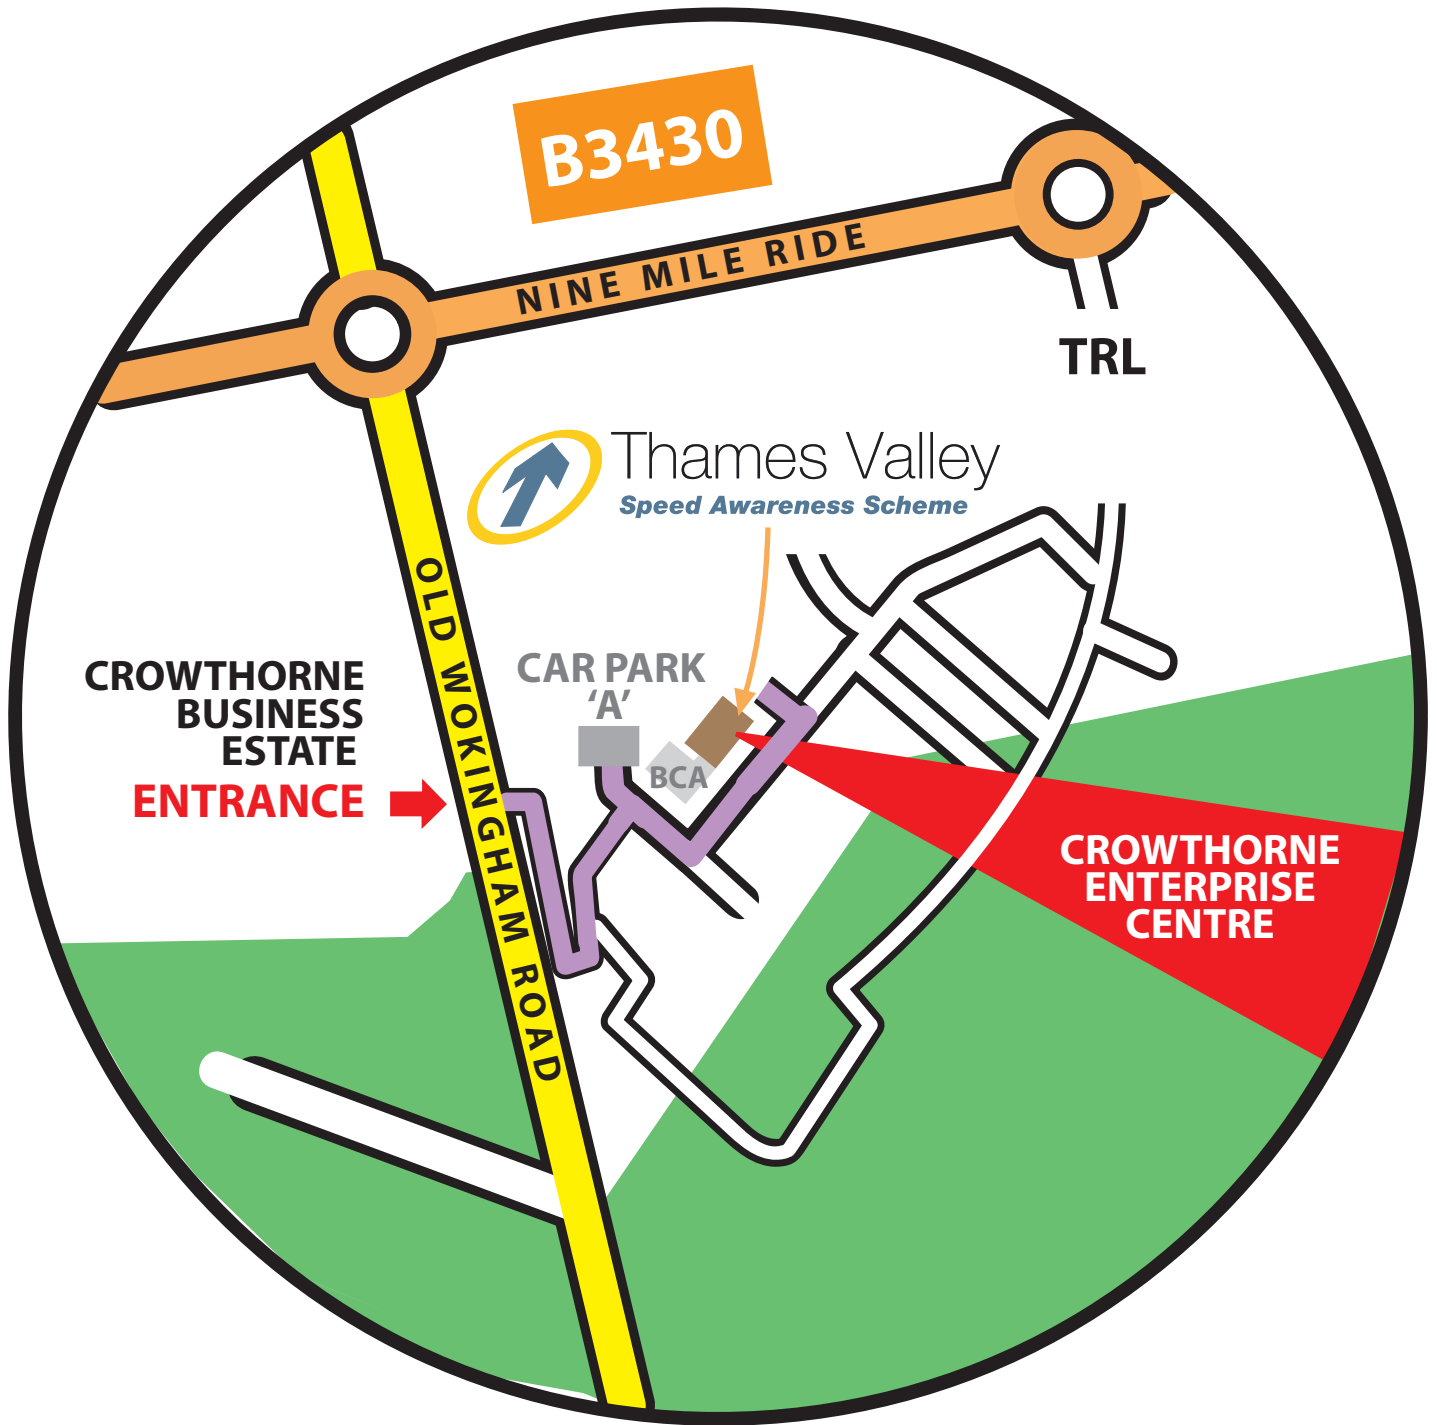 B3430
NINE MILE RIDE
TRL
Thames Valley
Speed Awareness Scheme
OLD WOKINGHAM ROAD
CAR PARK
‘A’
CROWTHORNE
BUSINESS
ESTATE
ENTRANCE
BCA
CROWTHORNE
ENTERPRISE
CENTRE